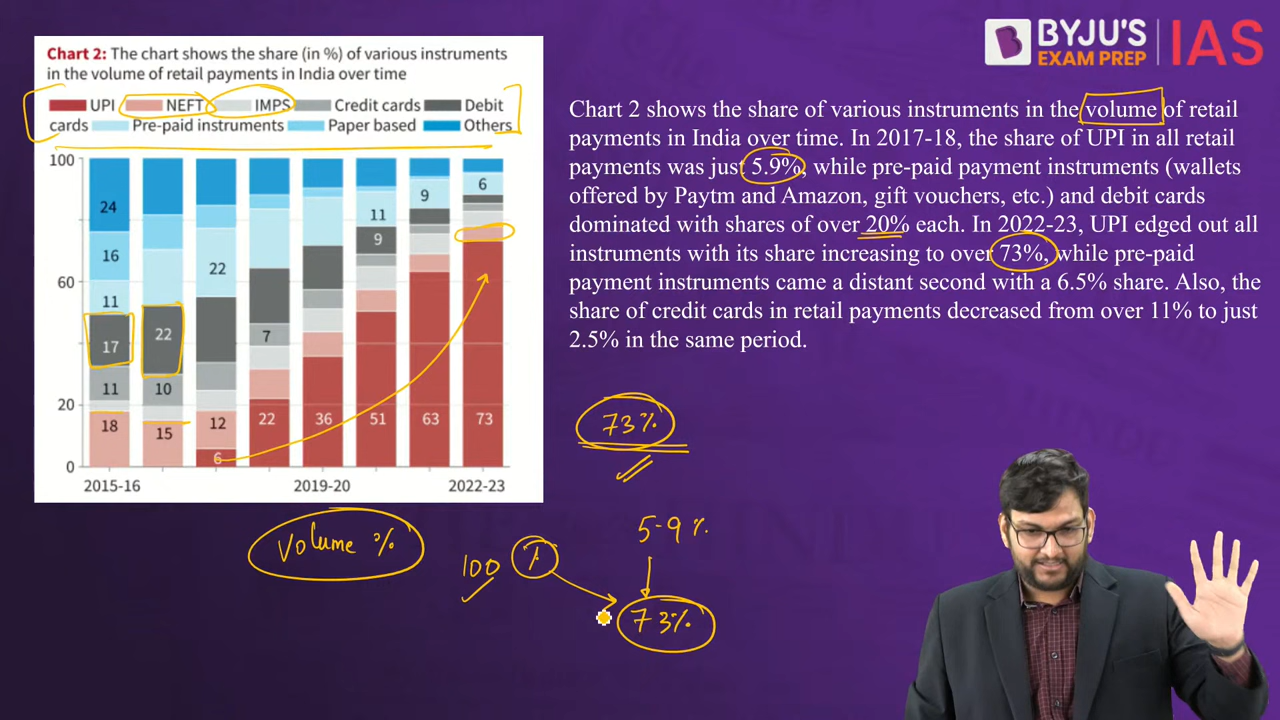 BYJU'S
EXAM PREP
IAS
Chart 2: The chart shows the share (in %) of various instruments
in the volume of retail payments in India over time
UPI NEFT IMPS Credit cards Debit
cards Pre-paid instruments Paper based Others
100
60
20
0
24
16
11
17
11
18
22
10
15
22
12
6
7
22
36
11
9
51
9
63
6
73
2015-16 2019-20 2022-23
Chart 2 shows the share of various instruments in the volume of retail
payments in India over time. In 2017-18, the share of UPI in all retail
payments was just 5.9%, while pre-paid payment instruments (wallets
offered by Paytm and Amazon, gift vouchers, etc.) and debit cards
dominated with shares of over 20% each. In 2022-23, UPI edged out all
instruments with its share increasing to over 73%, while pre-paid
payment instruments came a distant second with a 6.5% share. Also, the
share of credit cards in retail payments decreased from over 11% to just
2.5% in the same period.
73%
Volume %
5.9%
100
73%